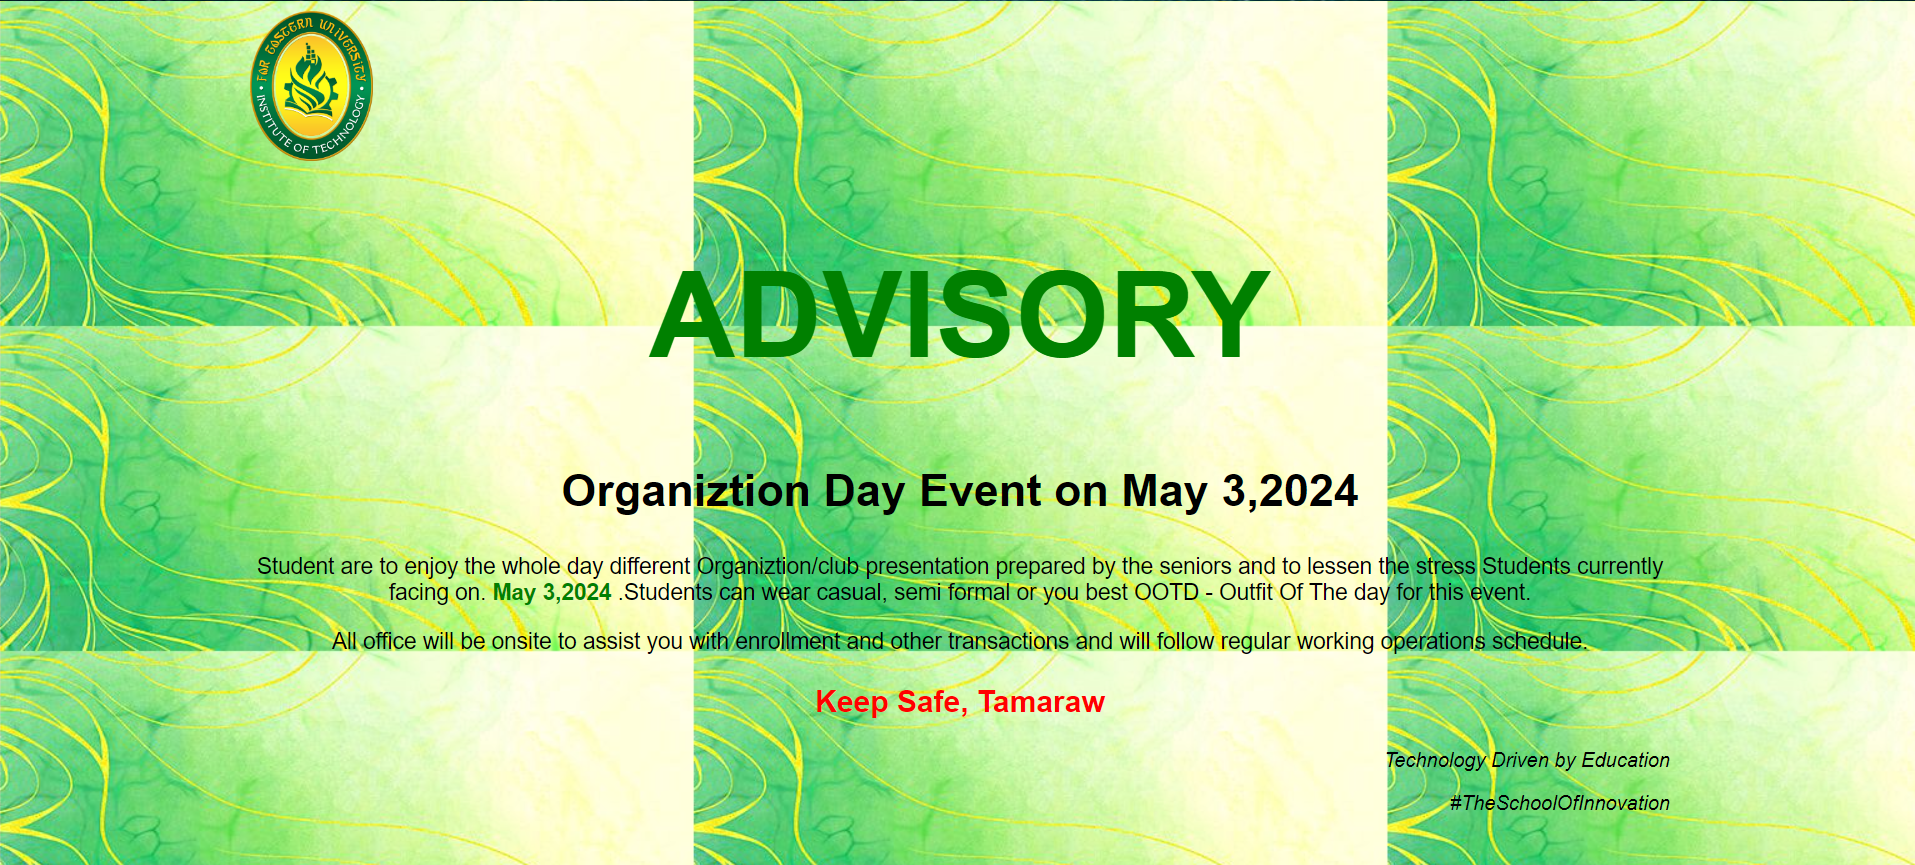 FAR EASTERN UNIVERSITY
INSTITUTE OF TECHNOLOGY
ADVISORY
Organiztion Day Event on May 3,2024
Student are to enjoy the whole day different Organiztion/club presentation prepared by the seniors and to lessen the stress Students currently
facing on. May 3,2024 .Students can wear casual, semi formal or you best OOTD - Outfit Of The day for this event.
All office will be onsite to assist you with enrollment and other transactions and will follow regular working operations schedule.
Keep Safe, Tamaraw
Technology Driven by Education
#TheSchoolOfInnovation